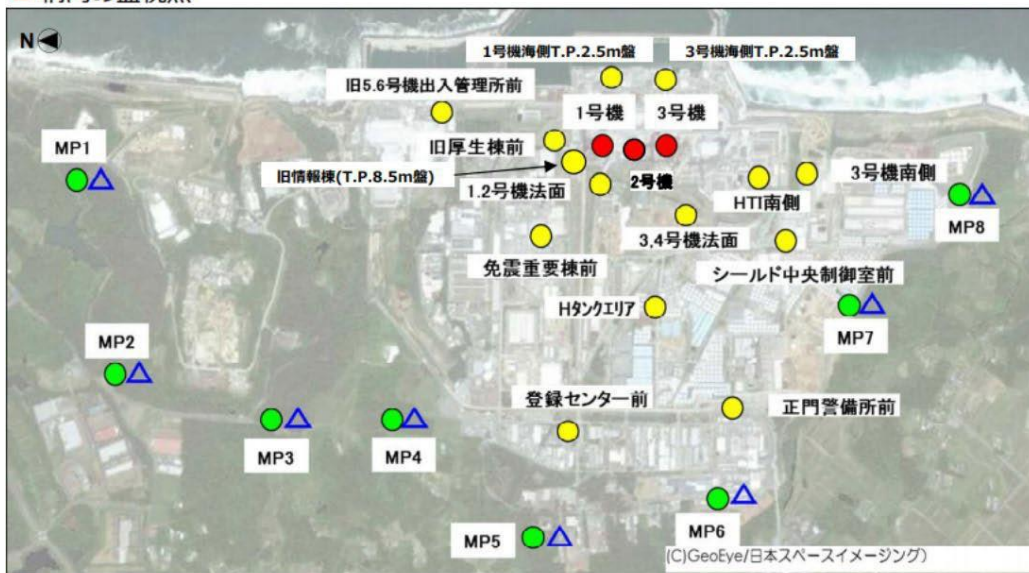 N
1号機海側T.P.2.5m盤
3号機海側T.P.2.5m盤
旧5.6号機出入管理所前
1号機
3号機
MP1
旧厚生棟前
旧情報棟(T.P.8.5m盤)
1.2号機法面
2号機
3号機南側
HTI南側
MP8
3,4号機法面
免震重要棟前
シールド中央制御室前
Hタンクエリア
MP7
MP2
登録センター前
正門警備所前
MP3
MP4
MP5
MP6
(C)GeoEye/日本スペースイメージング）